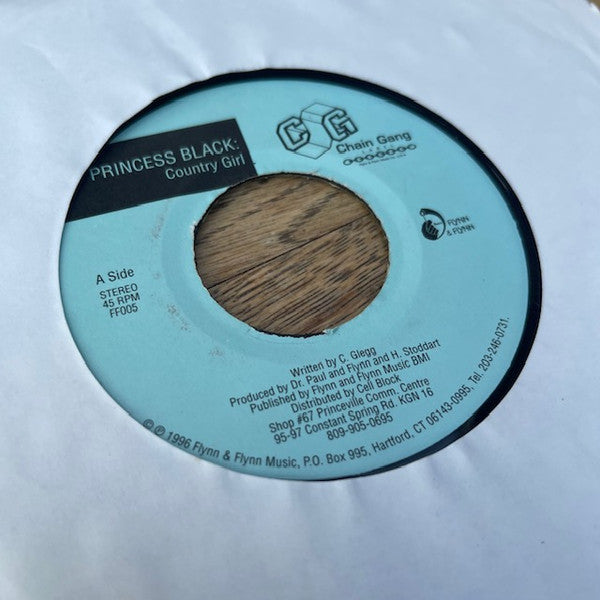 PRINCESS BLACK:
Country Girl
CG
Chain Gang
FLYNN
& FLYNN
A Side
STEREO
45 RPM
FF005
Written by C. Glegg
Produced by Dr. Paul and Flynn and H. Stoddart
Published by Flynn and Flynn Music BMI
Distributed by Cell Block
Shop #67 Princeville Comm. Centre
95-97 Constant Spring Rd. KGN 16
809-905-0695
©℗ 1996 Flynn & Flynn Music, P.O. Box 995, Hartford, CT 06143-0995, Tel. 203-246-0731.